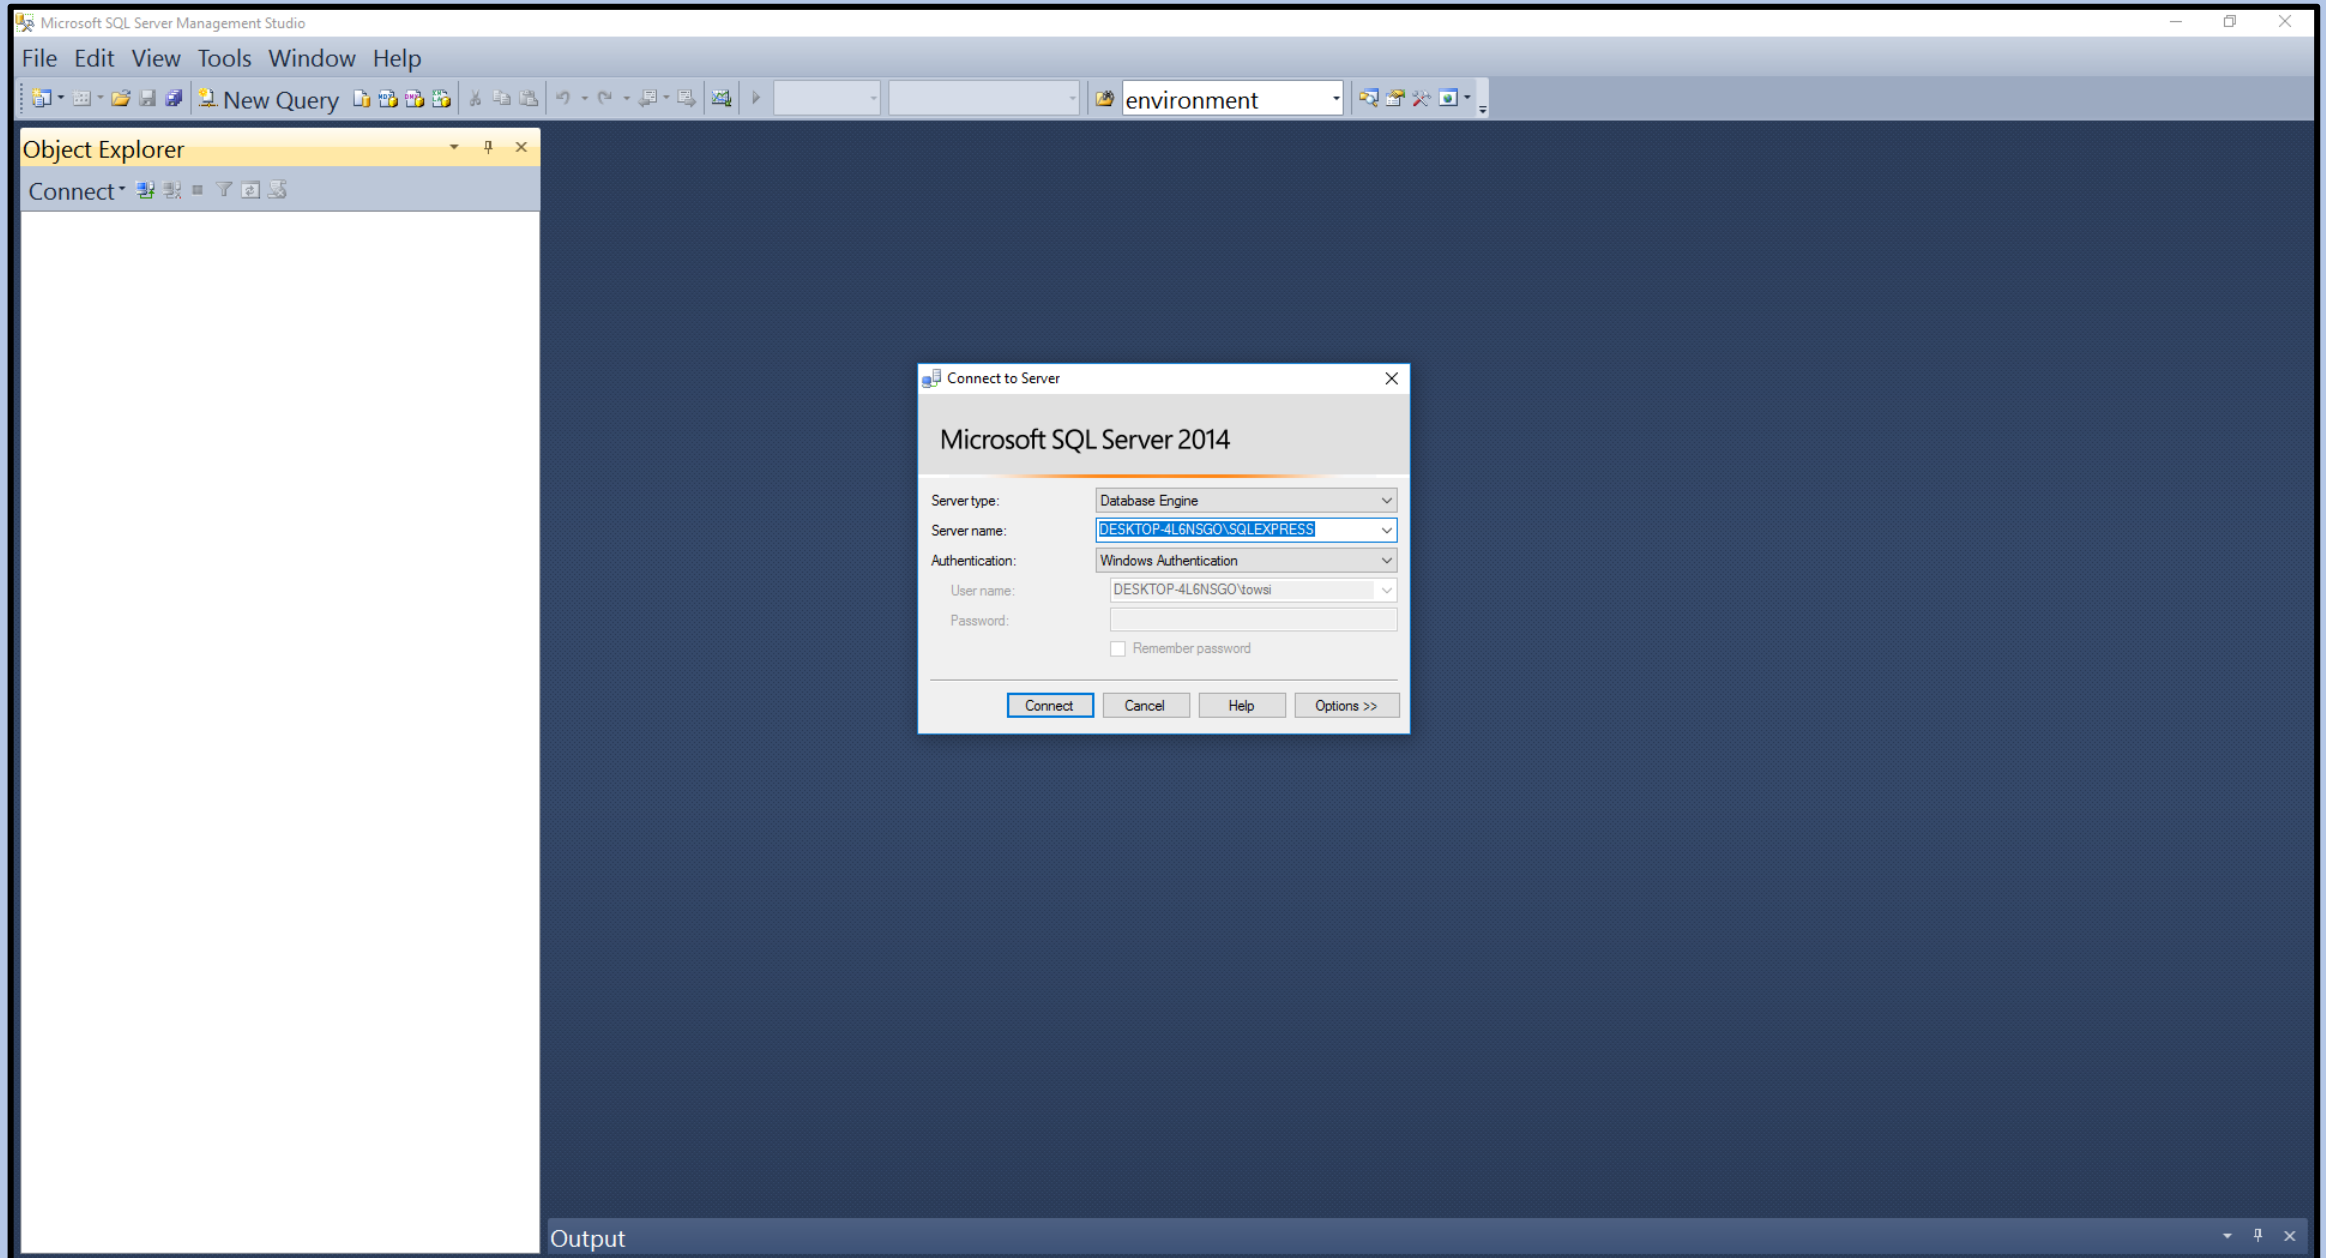 Microsoft SQL Server Management Studio
File Edit View Tools Window Help
New Query environment
Object Explorer
Connect
Connect to Server
Microsoft SQL Server 2014
Server type: Database Engine
Server name: DESKTOP-4L6NSGO\SQLEXPRESS
Authentication: Windows Authentication
User name: DESKTOP-4L6NSGO\towsi
Password:
Remember password
Connect Cancel Help Options >>
Output